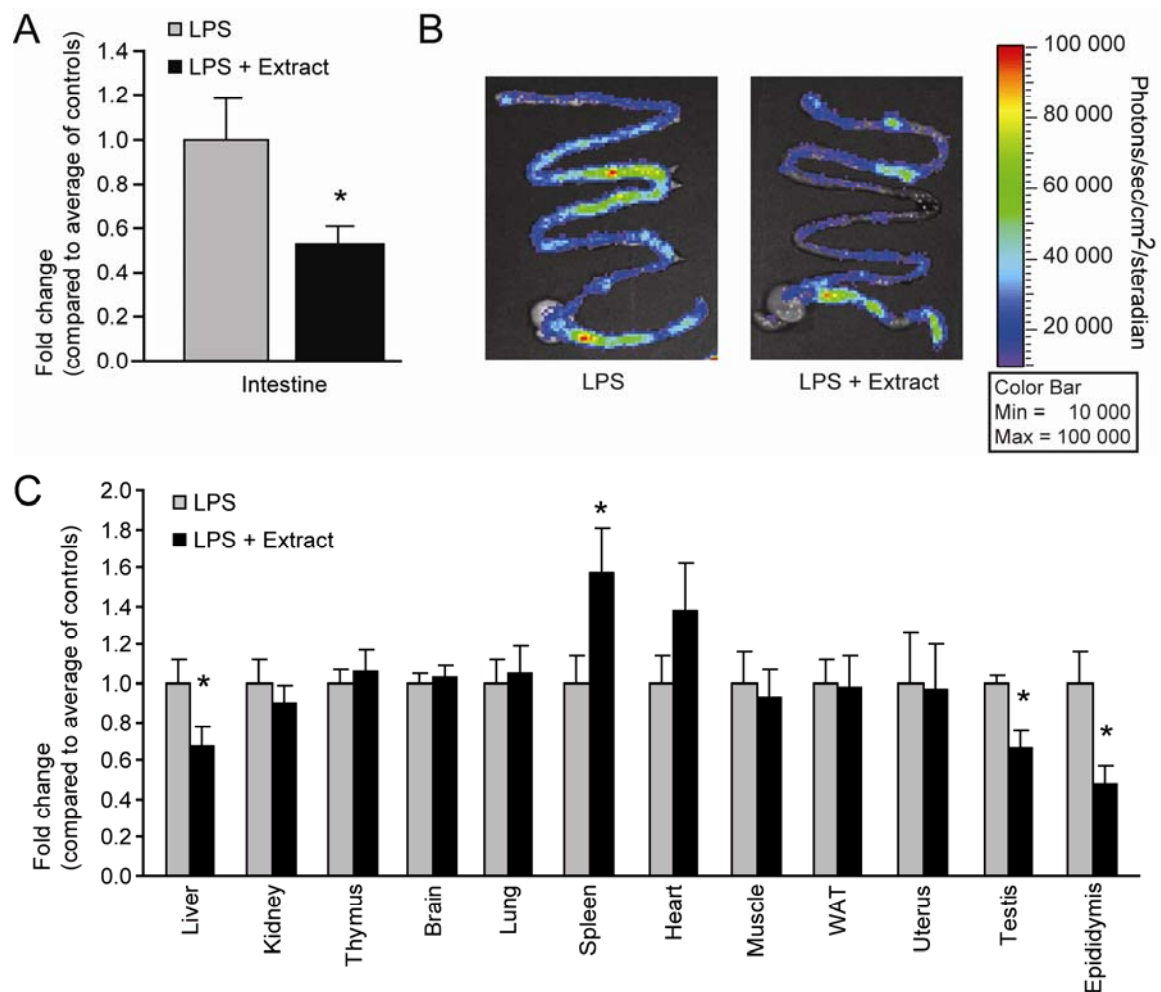 A
LPS
LPS + Extract
1.4
1.2
1.0
0.8
0.6
0.4
0.2
0.0
Fold change
(compared to average of controls)
*
Intestine
B
LPS
LPS + Extract
100 000
80 000
60 000
40 000
20 000
Photons/sec/cm²/steradian
Color Bar
Min = 10 000
Max = 100 000
C
LPS
LPS + Extract
2.0
1.8
1.6
1.4
1.2
1.0
0.8
0.6
0.4
0.2
0.0
Fold change
(compared to average of controls)
*
*
*
*
Liver
Kidney
Thymus
Brain
Lung
Spleen
Heart
Muscle
WAT
Uterus
Testis
Epididymis